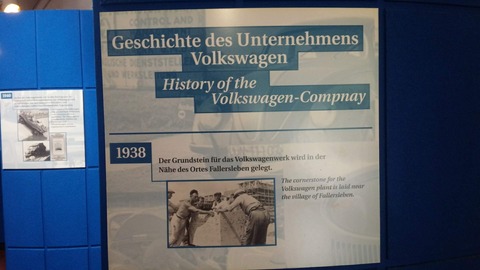 Geschichte des Unternehmens
Volkswagen
History of the
Volkswagen-Compnay
1938
Der Grundstein für das Volkswagenwerk wird in der
Nähe des Ortes Fallersleben gelegt.
The cornerstone for the
Volkswagen plant is laid near
the village of Fallersleben.